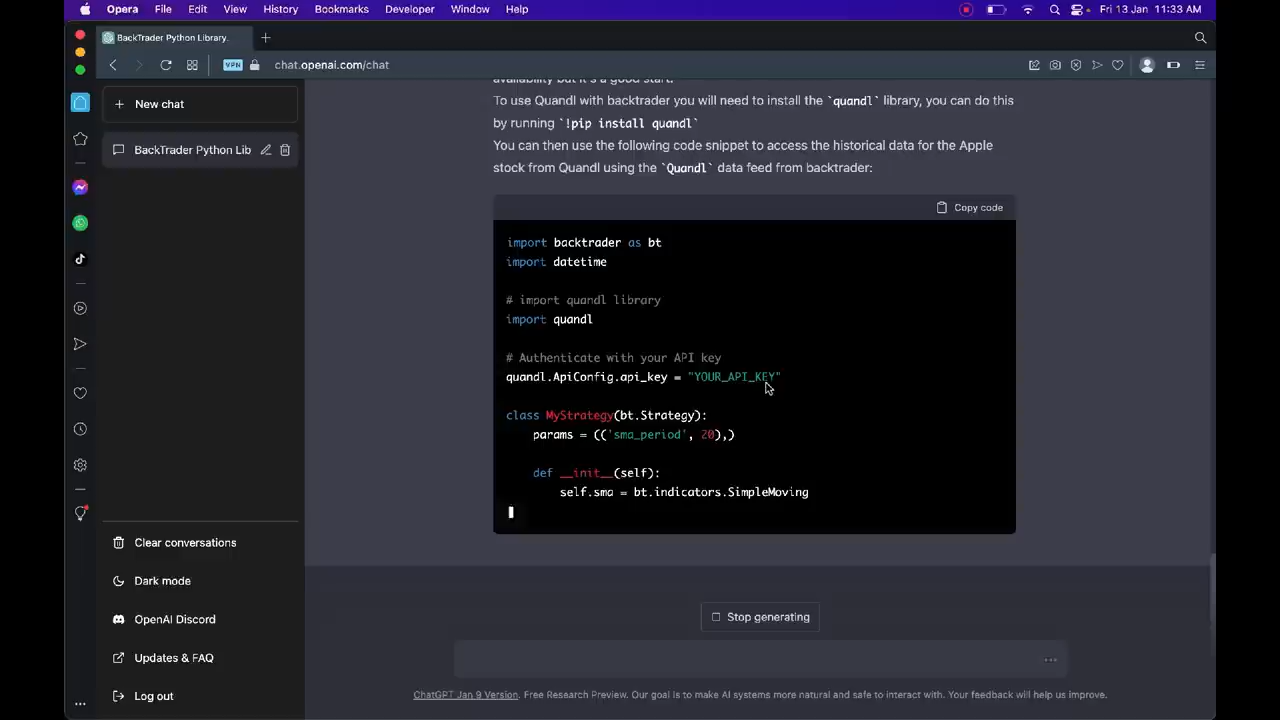 Opera File Edit View History Bookmarks Developer Window Help Fri 13 Jan 11:33 AM
BackTrader Python Library.
VPN chat.openai.com/chat
New chat
BackTrader Python Lib
Clear conversations
Dark mode
OpenAI Discord
Updates & FAQ
Log out
availability but it's a good start.
To use Quandl with backtrader you will need to install the `quandl` library, you can do this
by running `!pip install quandl`
You can then use the following code snippet to access the historical data for the Apple
stock from Quandl using the `Quandl` data feed from backtrader:
Copy code
import backtrader as bt
import datetime
# import quandl library
import quandl
# Authenticate with your API key
quandl.ApiConfig.api_key = "YOUR_API_KEY"
class MyStrategy(bt.Strategy):
params = (('sma_period', 20),)
def __init__(self):
self.sma = bt.indicators.SimpleMoving
Stop generating
ChatGPT Jan 9 Version. Free Research Preview. Our goal is to make AI systems more natural and safe to interact with. Your feedback will help us improve.